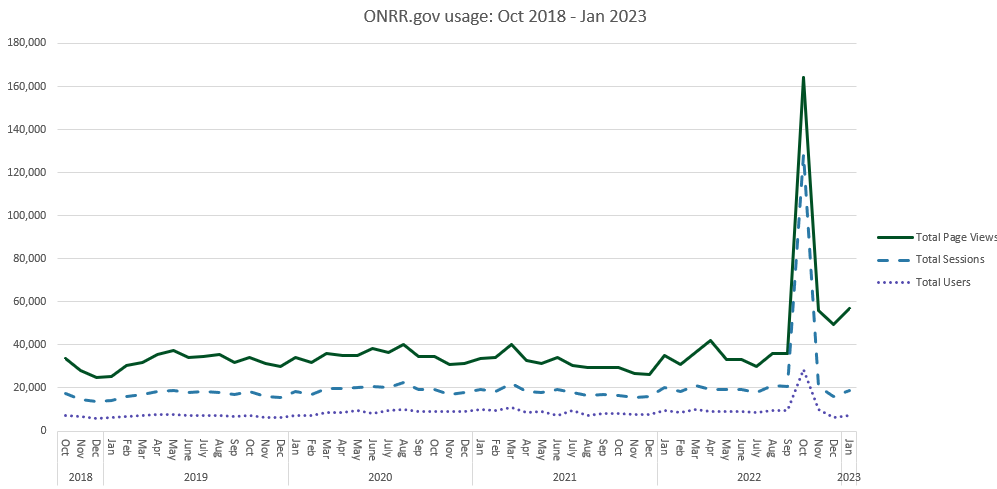 ONRR.gov usage: Oct 2018 - Jan 2023
180,000
160,000
140,000
120,000
100,000
80,000
60,000
40,000
20,000
0
Total Page Views
Total Sessions
Total Users
Oct Nov Dec Jan Feb Mar Apr May June July Aug Sep Oct Nov Dec Jan Feb Mar Apr May Jun July Aug Sep Oct Nov Dec Jan Feb Mar Apr May June July Aug Sep Oct Nov Dec Jan Feb Mar Apr May June July Aug Sep Oct Nov Dec Jan
2018 2019 2020 2021 2022 2023